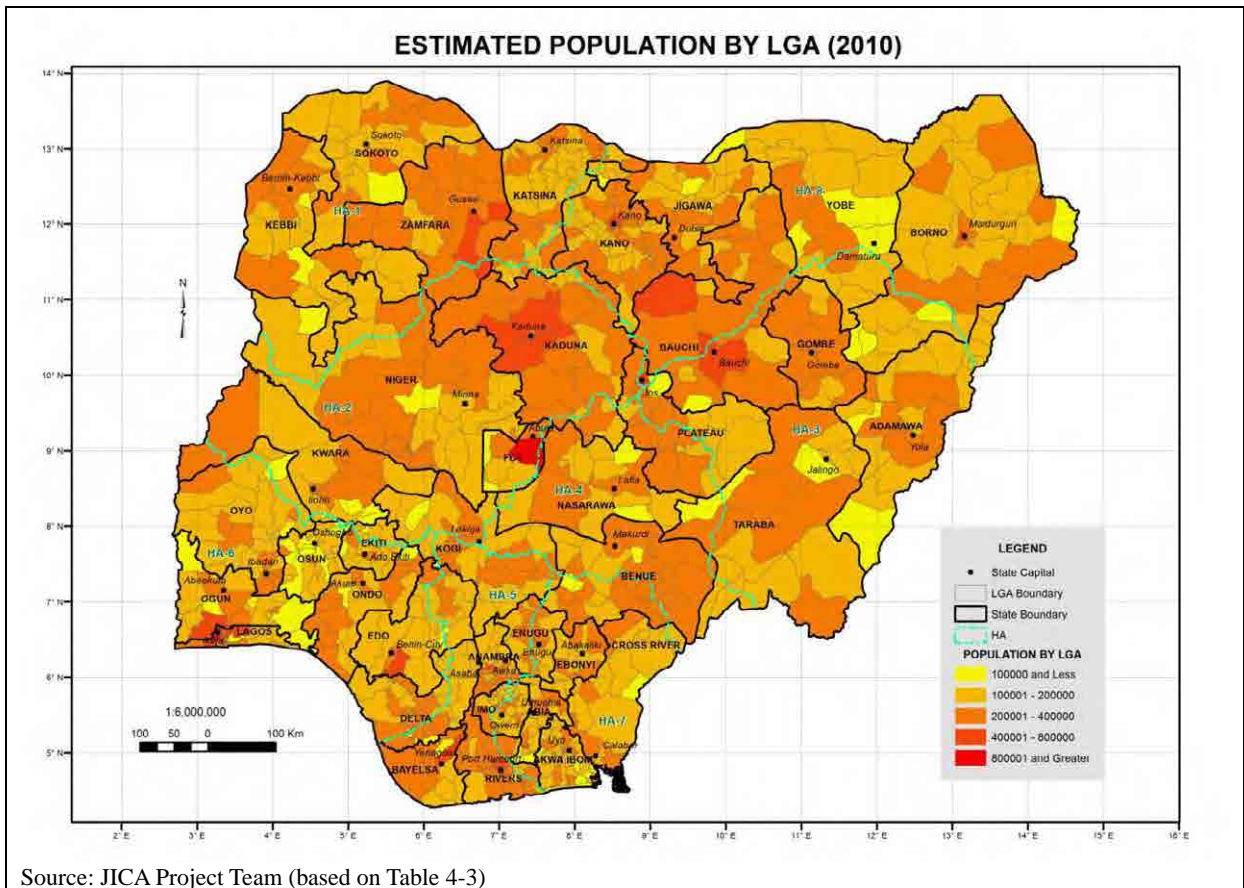 ESTIMATED POPULATION BY LGA (2010)
14° N
13° N
12° N
11° N
10° N
9° N
8° N
7° N
6° N
5° N
N
Sokoto
SOKOTO
Katsina
Birnin-Kebbi
KATSINA
HA-8
YOBE
HA-1
Gusau
JIGAWA
KEBBI
ZAMFARA
Kano
KANO
Dutse
BORNO
Maiduguri
Damaturu
Kaduna
KADUNA
BAUCHI
Bauchi
GOMBE
Gombe
NIGER
Jos
HA-2
Minna
PLATEAU
HA-3
ADAMAWA
Yola
Abuja
KWARA
Jalingo
HA-4
Lafia
NASARAWA
OYO
Ilorin
Lokoja
TARABA
Oshogbo
EKITI
Ado Ekiti
KOGI
Makurdi
HA-6
OSUN
Ibadan
BENUE
Abeokuta
OGUN
Akure
ONDO
HA-5
LAGOS
Ikeja
EDO
Benin-City
ENUGU
Enugu
Abakaliki
CROSS RIVER
ANAMBRA
Awka
EBONYI
Asaba
IMO
Owerri
Umuahia
ABIA
HA-7
DELTA
Uyo
Calabar
Yenagoa
Port Harcourt
AKWA IBOM
BAYELSA
RIVERS
1:6,000,000
100 50 0 100 Km
LEGEND
State Capital
LGA Boundary
State Boundary
HA
POPULATION BY LGA
100000 and Less
100001 - 200000
200001 - 400000
400001 - 800000
800001 and Greater
2° E 3° E 4° E 5° E 6° E 7° E 8° E 9° E 10° E 11° E 12° E 13° E 14° E 15° E 16° E
Source: JICA Project Team (based on Table 4-3)